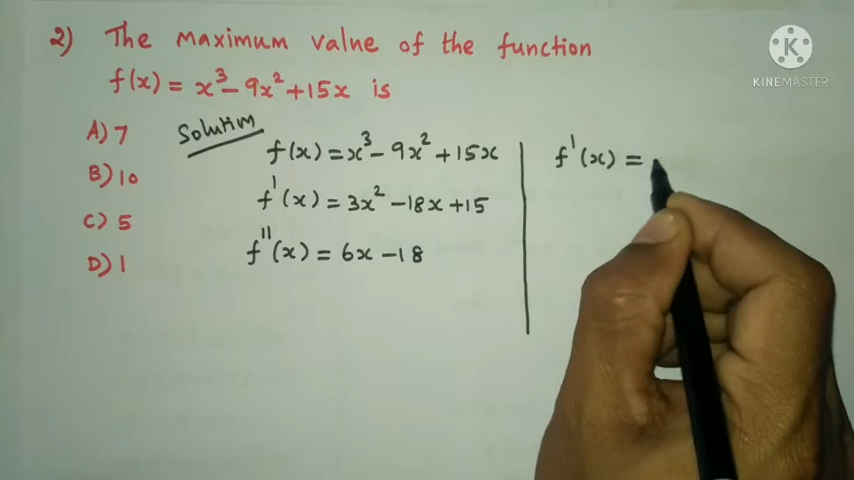 2) The maximum value of the function
f(x) = x³ - 9x² + 15x is
A) 7
B) 10
C) 5
D) 1
Solution
f(x) = x³ - 9x² + 15x
f'(x) = 3x² - 18x + 15
f''(x) = 6x - 18
f'(x) =
K
KINEMASTER